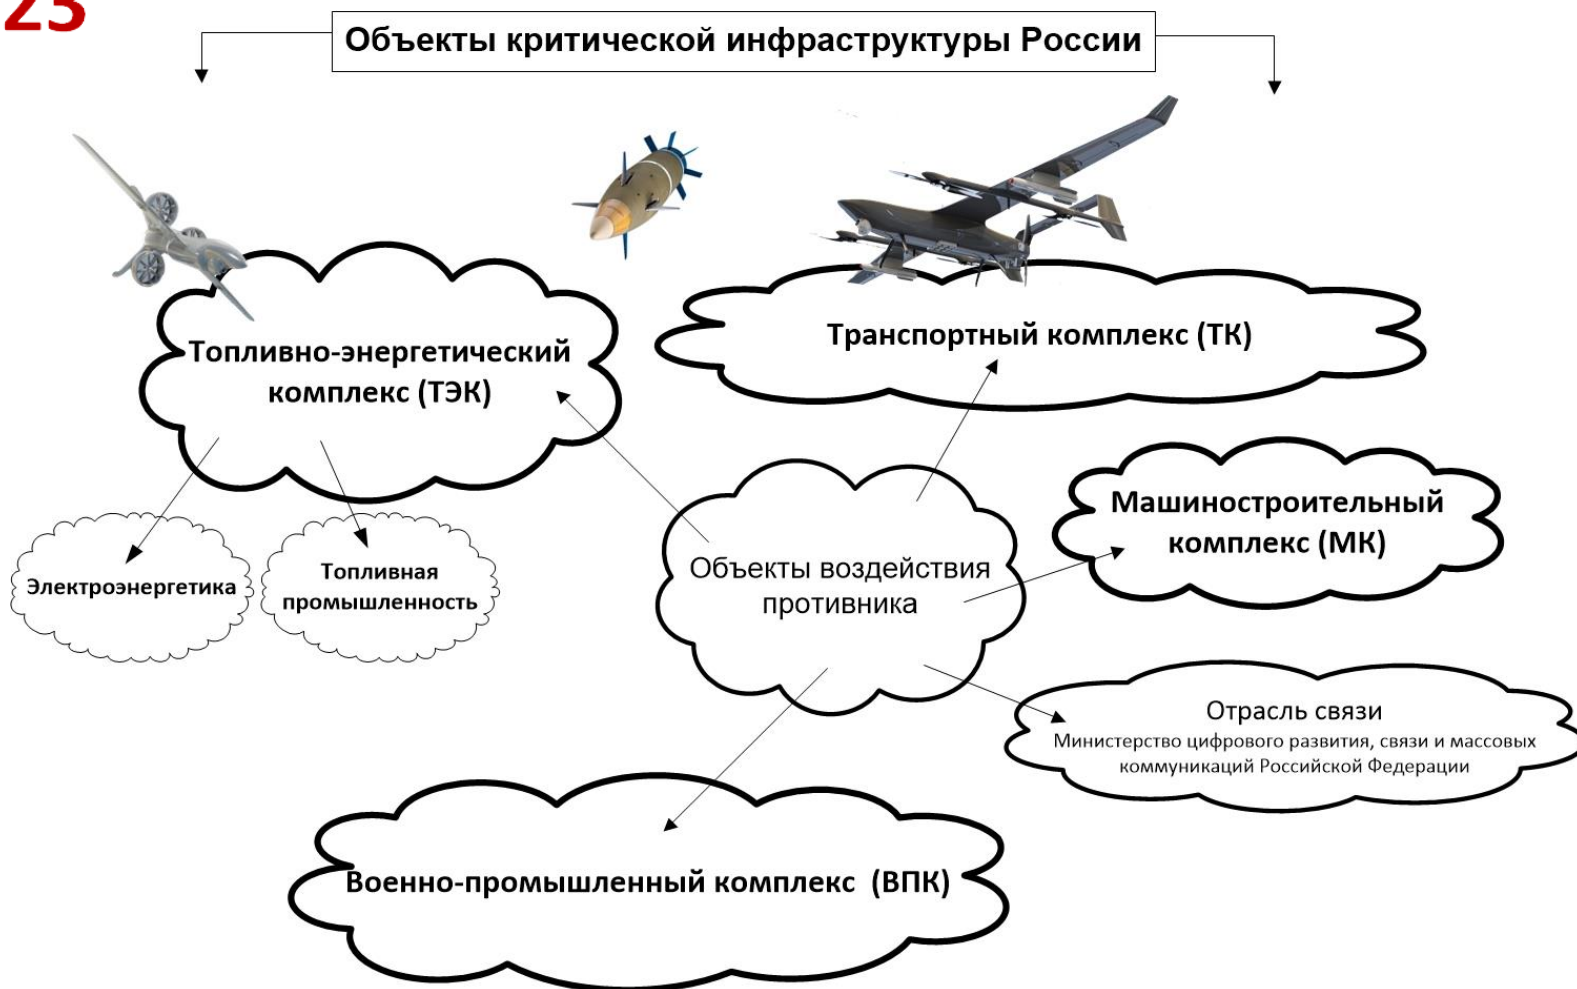 23
Объекты критической инфраструктуры России
Топливно-энергетический
комплекс (ТЭК)
Транспортный комплекс (ТК)
Машиностроительный
комплекс (МК)
Электроэнергетика
Топливная
промышленность
Объекты воздействия
противника
Отрасль связи
Министерство цифрового развития, связи и массовых
коммуникаций Российской Федерации
Военно-промышленный комплекс (ВПК)